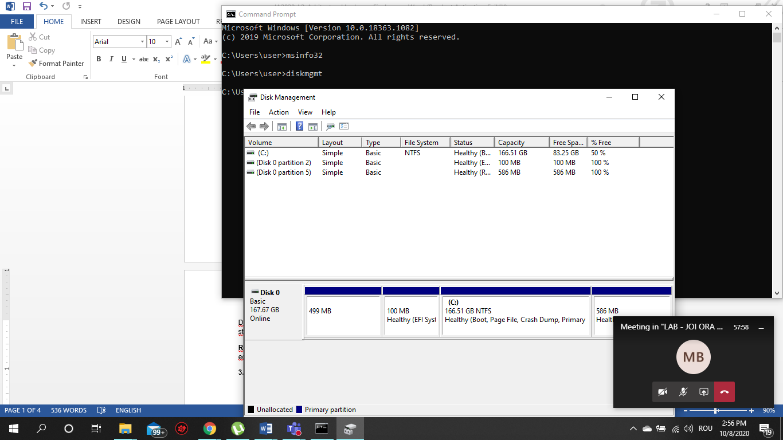 FILE HOME INSERT DESIGN PAGE LAYOUT
Cut
Copy
Format Painter
Paste
Clipboard
Arial 10
Font
Command Prompt
Microsoft Windows [Version 10.0.18363.1082]
(c) 2019 Microsoft Corporation. All rights reserved.
C:\Users\user>msinfo32
C:\Users\user>diskmgmt
C:\Us
Disk Management
File Action View Help
Volume Layout Type File System Status Capacity Free Spa... % Free
(C:) Simple Basic NTFS Healthy (B... 166.51 GB 83.25 GB 50 %
(Disk 0 partition 2) Simple Basic Healthy (E... 100 MB 100 MB 100 %
(Disk 0 partition 5) Simple Basic Healthy (R... 586 MB 586 MB 100 %
Disk 0
Basic
167.67 GB
Online
499 MB
100 MB
Healthy (EFI Syst
(C:)
166.51 GB NTFS
Healthy (Boot, Page File, Crash Dump, Primary
586 MB
Healt
Unallocated Primary partition
Meeting in "LAB - JOI ORA ... 57:58
MB
3.
PAGE 1 OF 4 536 WORDS ENGLISH
90%
99+
ROU
2:56 PM
10/8/2020
19